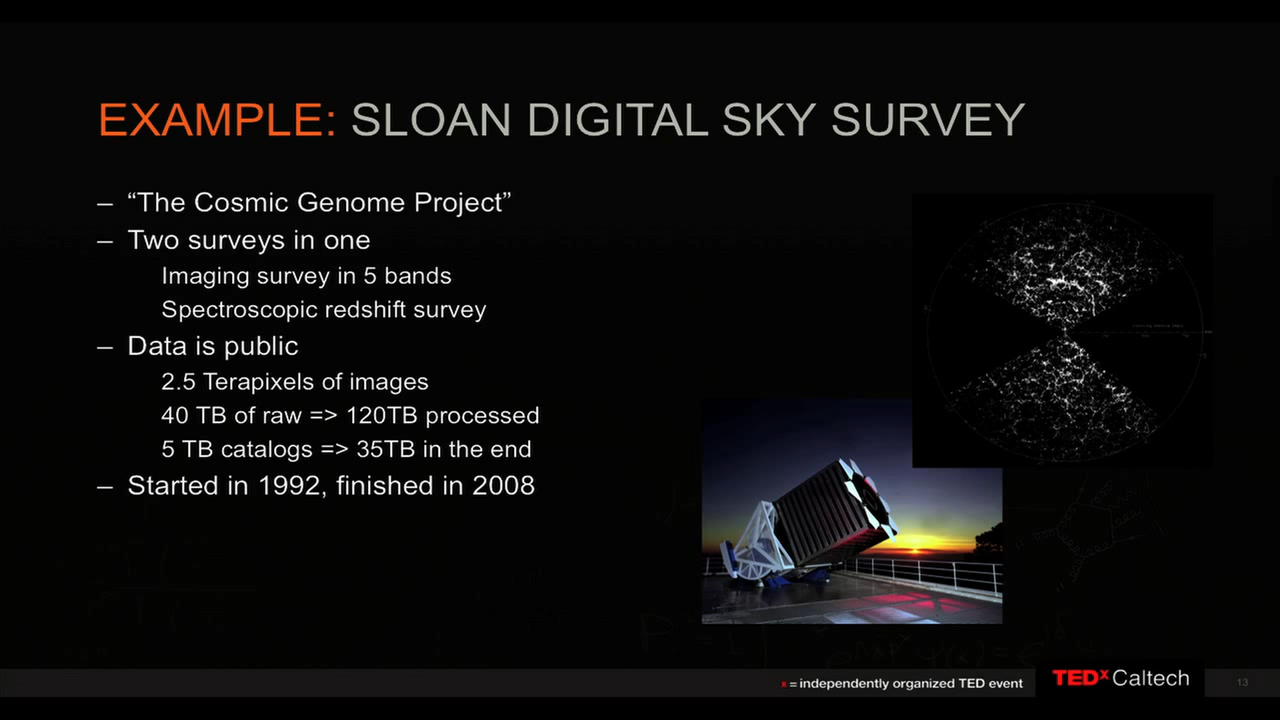 EXAMPLE: SLOAN DIGITAL SKY SURVEY
– “The Cosmic Genome Project”
– Two surveys in one
Imaging survey in 5 bands
Spectroscopic redshift survey
– Data is public
2.5 Terapixels of images
40 TB of raw => 120TB processed
5 TB catalogs => 35TB in the end
– Started in 1992, finished in 2008
x = independently organized TED event
TEDx Caltech
13